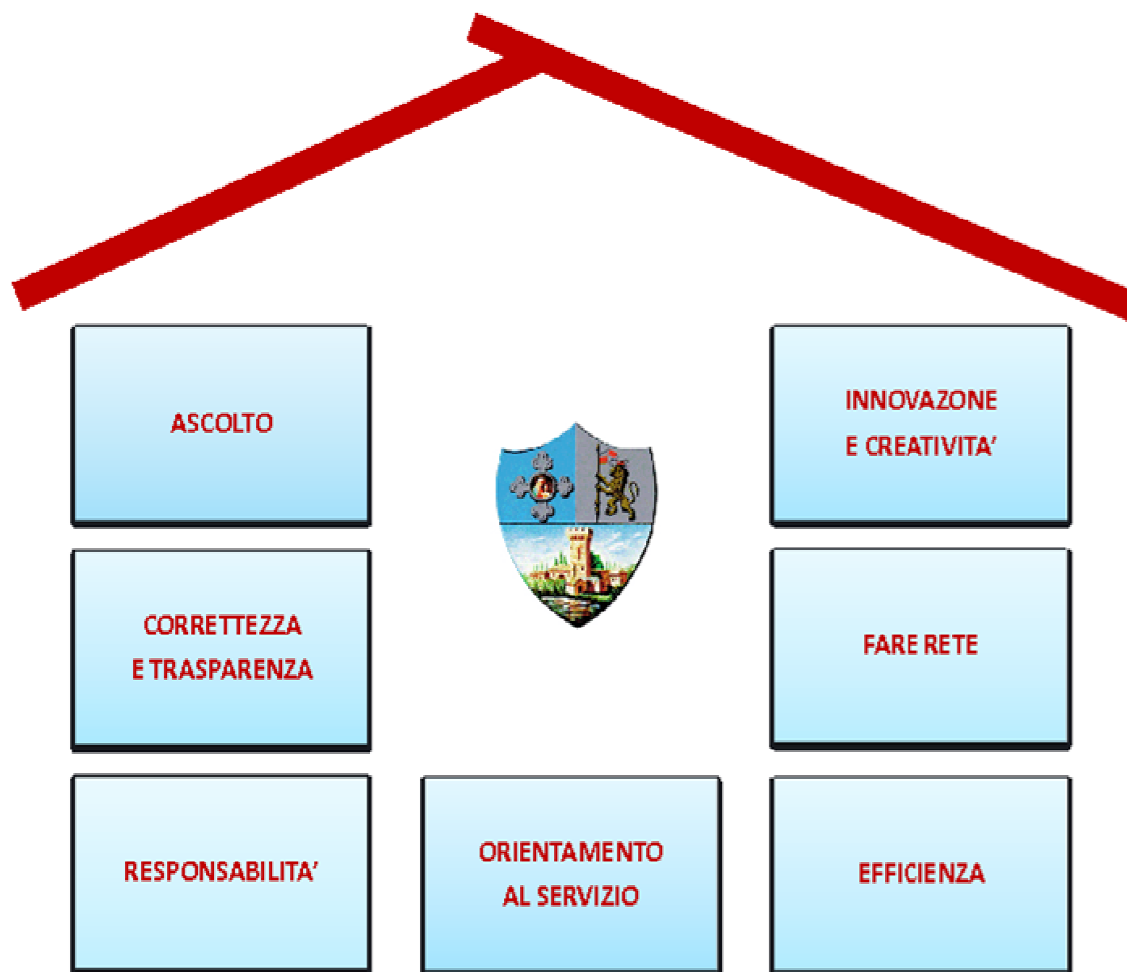 ASCOLTO
INNOVAZONE
E CREATIVITA'
CORRETTEZZA
E TRASPARENZA
FARE RETE
RESPONSABILITA'
ORIENTAMENTO
AL SERVIZIO
EFFICIENZA